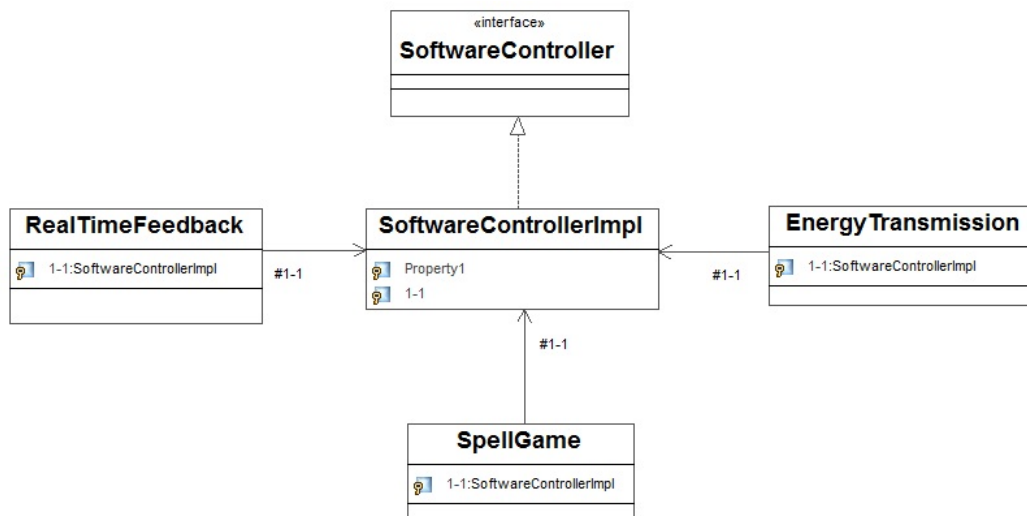 «interface»
SoftwareController
RealTimeFeedback
1-1:SoftwareControllerImpl
#1-1
SoftwareControllerImpl
Property1
1-1
EnergyTransmission
1-1:SoftwareControllerImpl
#1-1
#1-1
SpellGame
1-1:SoftwareControllerImpl